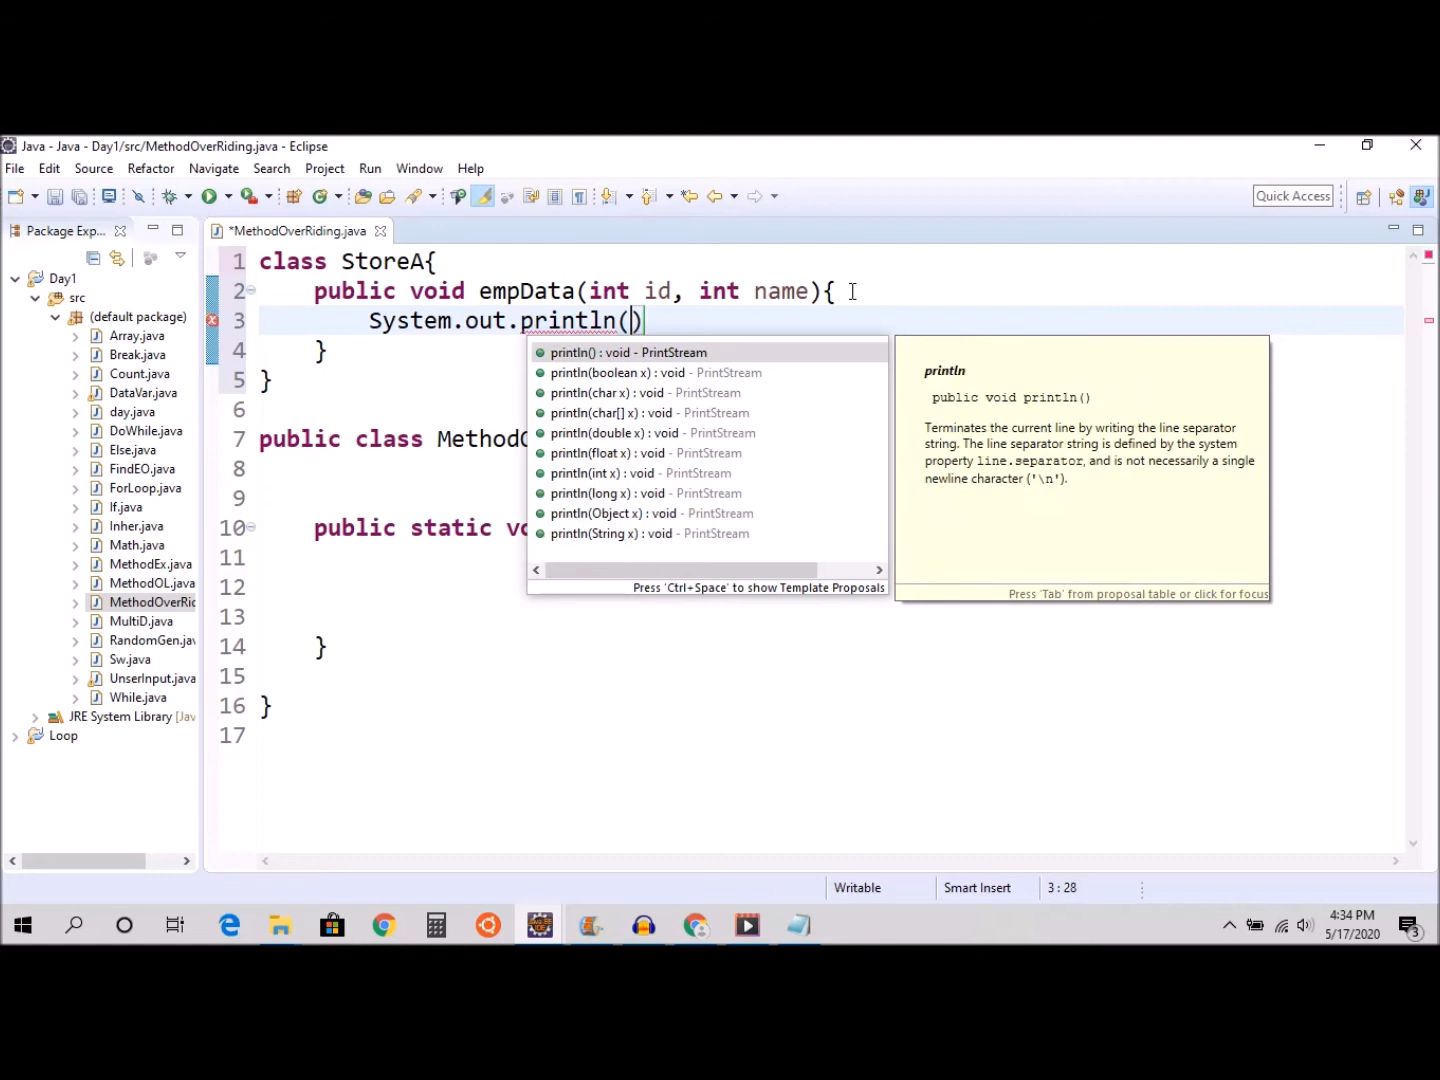 Java - Java - Day1/src/MethodOverRiding.java - Eclipse
File Edit Source Refactor Navigate Search Project Run Window Help
Quick Access
Package Exp...
*MethodOverRiding.java
Day1
src
(default package)
Array.java
Break.java
Count.java
DataVar.java
day.java
DoWhile.java
Else.java
FindEO.java
ForLoop.java
If.java
Inher.java
Math.java
MethodEx.java
MethodOL.java
MethodOverRid
MultiD.java
RandomGen.jav
Sw.java
UnserInput.java
While.java
JRE System Library [Jav
Loop
1 class StoreA{
2 public void empData(int id, int name){
3 System.out.println()
4 }
5 }
6
7 public class MethodO
8
9
10 public static vo
11
12
13
14 }
15
16 }
17
println() : void - PrintStream
println(boolean x) : void - PrintStream
println(char x) : void - PrintStream
println(char[] x) : void - PrintStream
println(double x) : void - PrintStream
println(float x) : void - PrintStream
println(int x) : void - PrintStream
println(long x) : void - PrintStream
println(Object x) : void - PrintStream
println(String x) : void - PrintStream
Press 'Ctrl+Space' to show Template Proposals
println
public void println()
Terminates the current line by writing the line separator
string. The line separator string is defined by the system
property line.separator, and is not necessarily a single
newline character ('\n').
Press 'Tab' from proposal table or click for focus
Writable Smart Insert 3 : 28
4:34 PM
5/17/2020
3